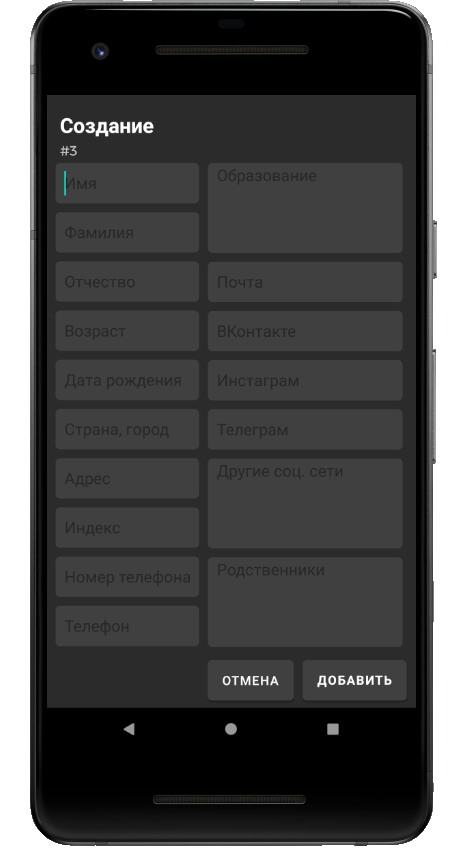 Создание
#3
Имя
Фамилия
Отчество
Возраст
Дата рождения
Страна, город
Адрес
Индекс
Номер телефона
Телефон
Образование
Почта
ВКонтакте
Инстаграм
Телеграм
Другие соц. сети
Родственники
ОТМЕНА
ДОБАВИТЬ